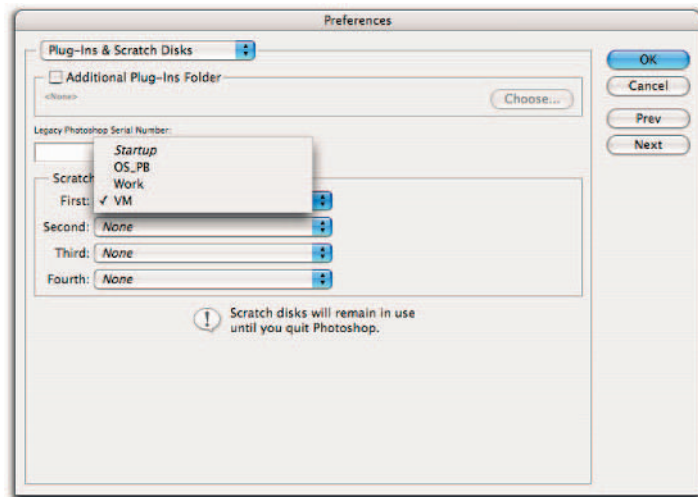 Preferences
Plug-Ins & Scratch Disks
OK
Additional Plug-Ins Folder
Cancel
<None>
Choose...
Prev
Legacy Photoshop Serial Number:
Next
Startup
OS_PB
Scratch
Work
First: ✓ VM
Second: None
Third: None
Fourth: None
! Scratch disks will remain in use
until you quit Photoshop.